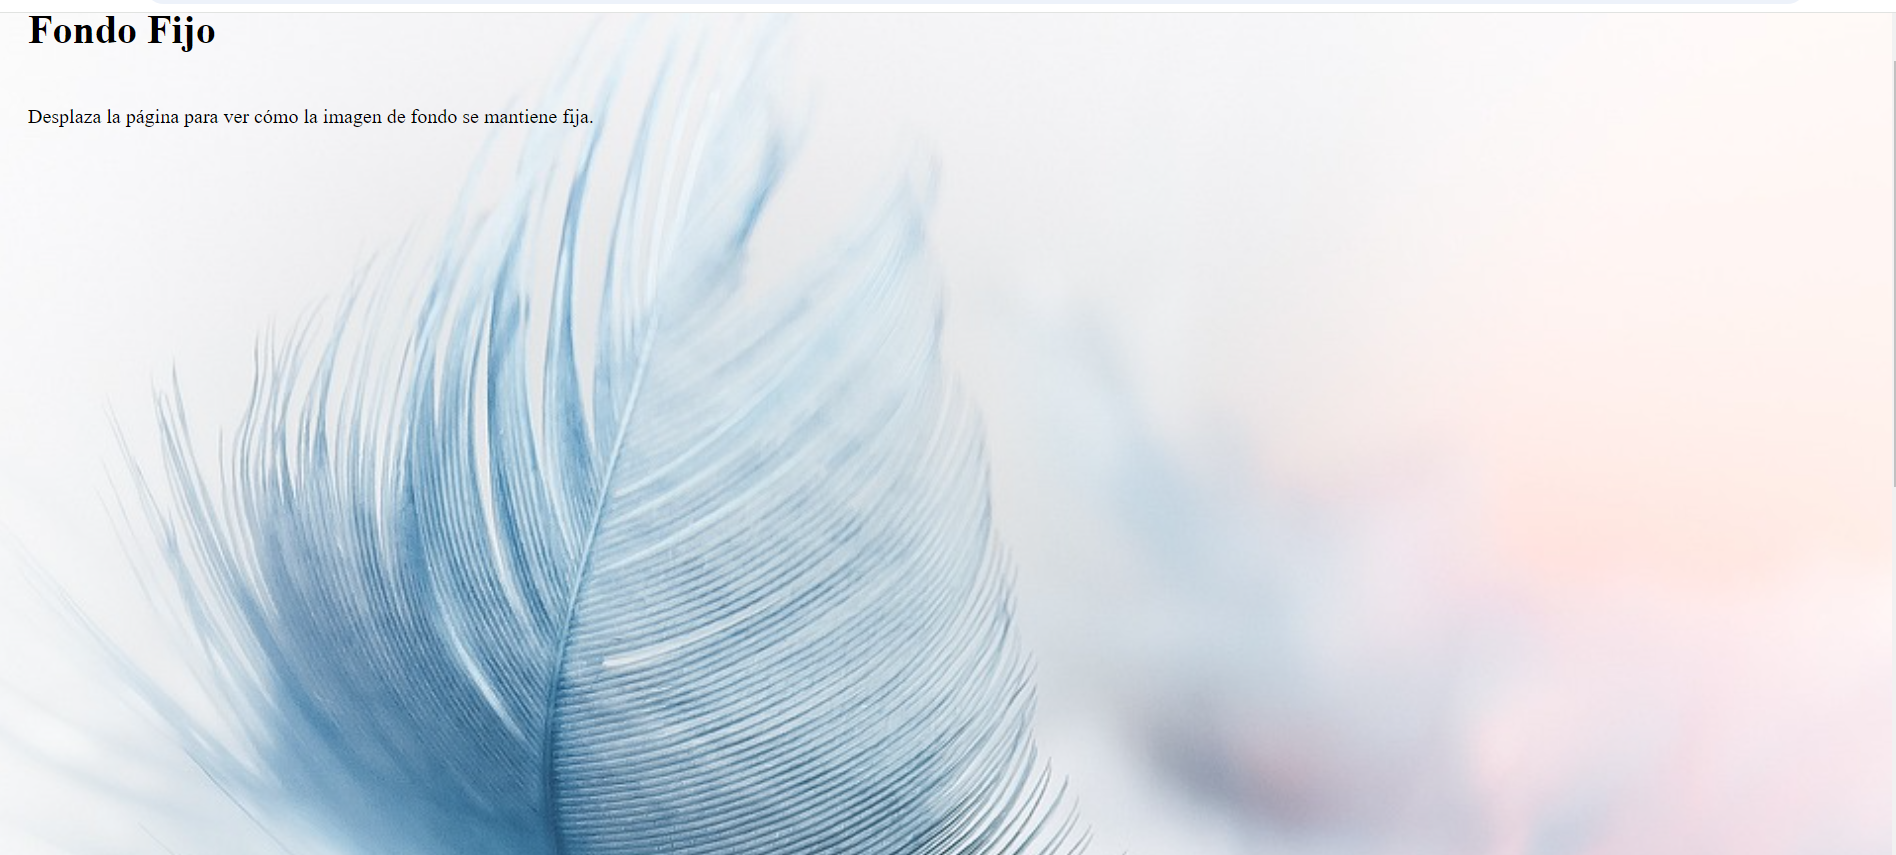 Fondo Fijo
Desplaza la página para ver cómo la imagen de fondo se mantiene fija.